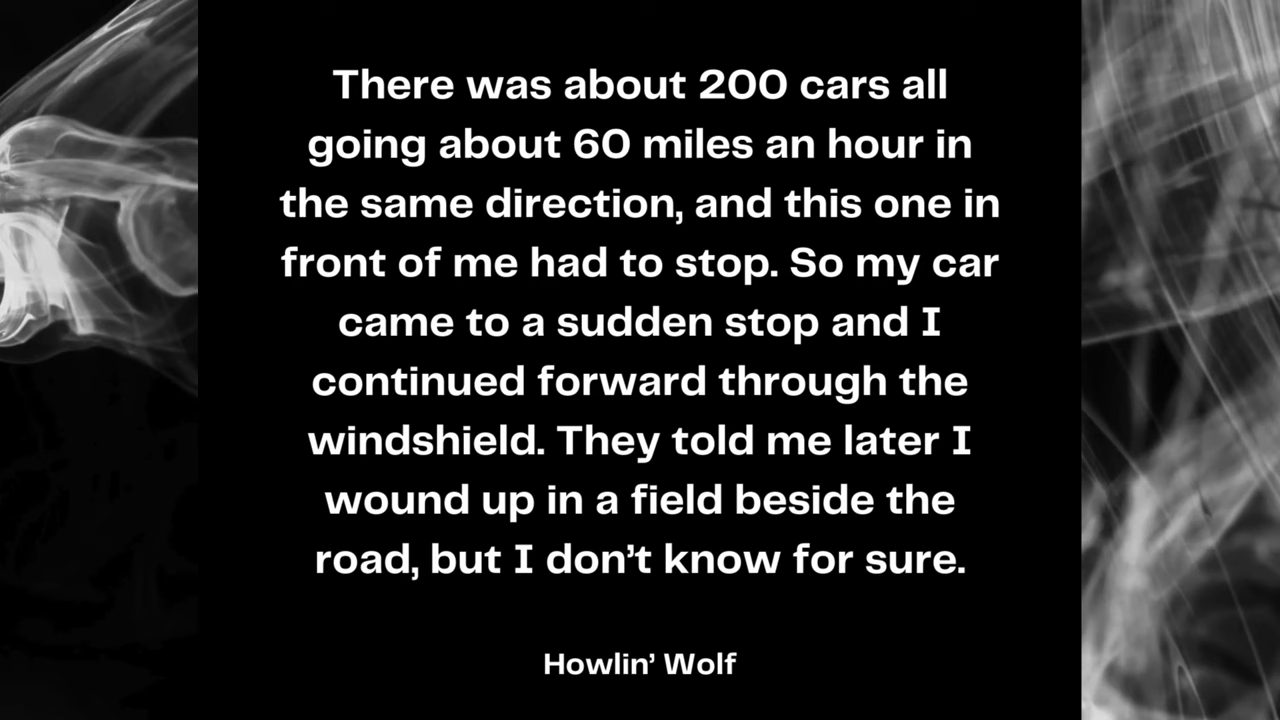 There was about 200 cars all
going about 60 miles an hour in
the same direction, and this one in
front of me had to stop. So my car
came to a sudden stop and I
continued forward through the
windshield. They told me later I
wound up in a field beside the
road, but I don’t know for sure.
Howlin’ Wolf